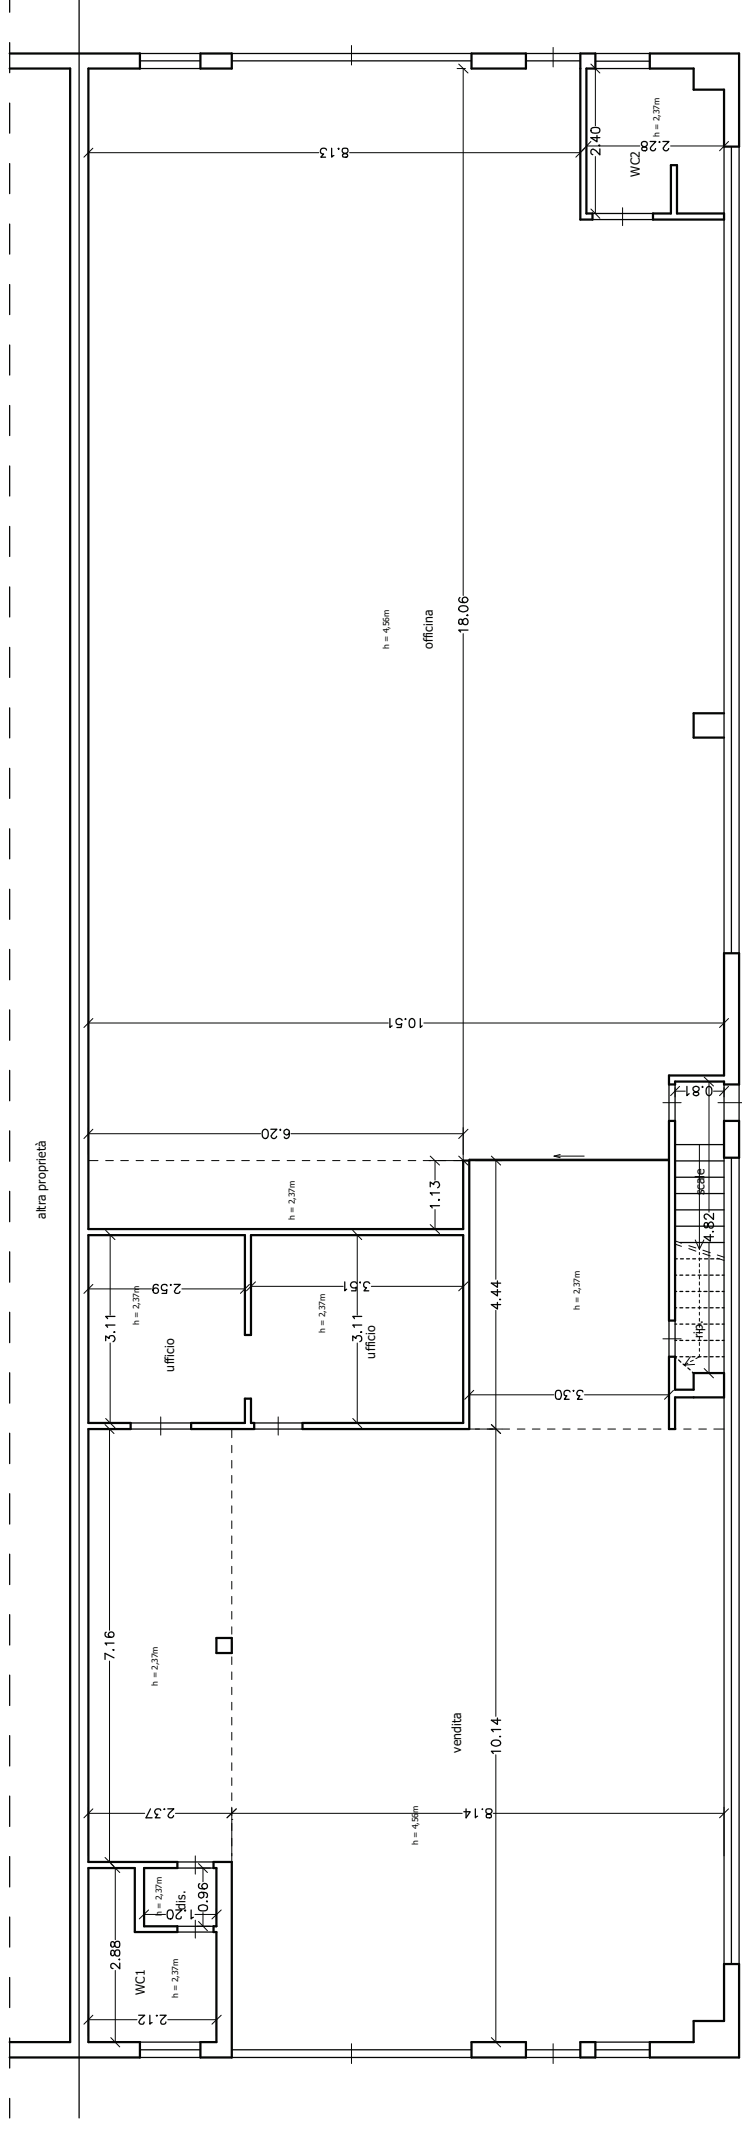 h = 2,37m
2.40
2.28
WC2
8.13
h = 4,56m
officina
18.06
10.51
0.81
6.20
altra proprietà
h = 2,37m
1.13
scale
4.82
h = 2,37m
2.59
3.11
ufficio
h = 2,37m
3.51
3.11
ufficio
4.44
h = 2,37m
rip.
3.30
7.16
h = 2,37m
vendita
10.14
2.37
8.14
h = 4,56m
h = 2,37m
dis.
0.96
1.20
2.88
WC1
h = 2,37m
2.12